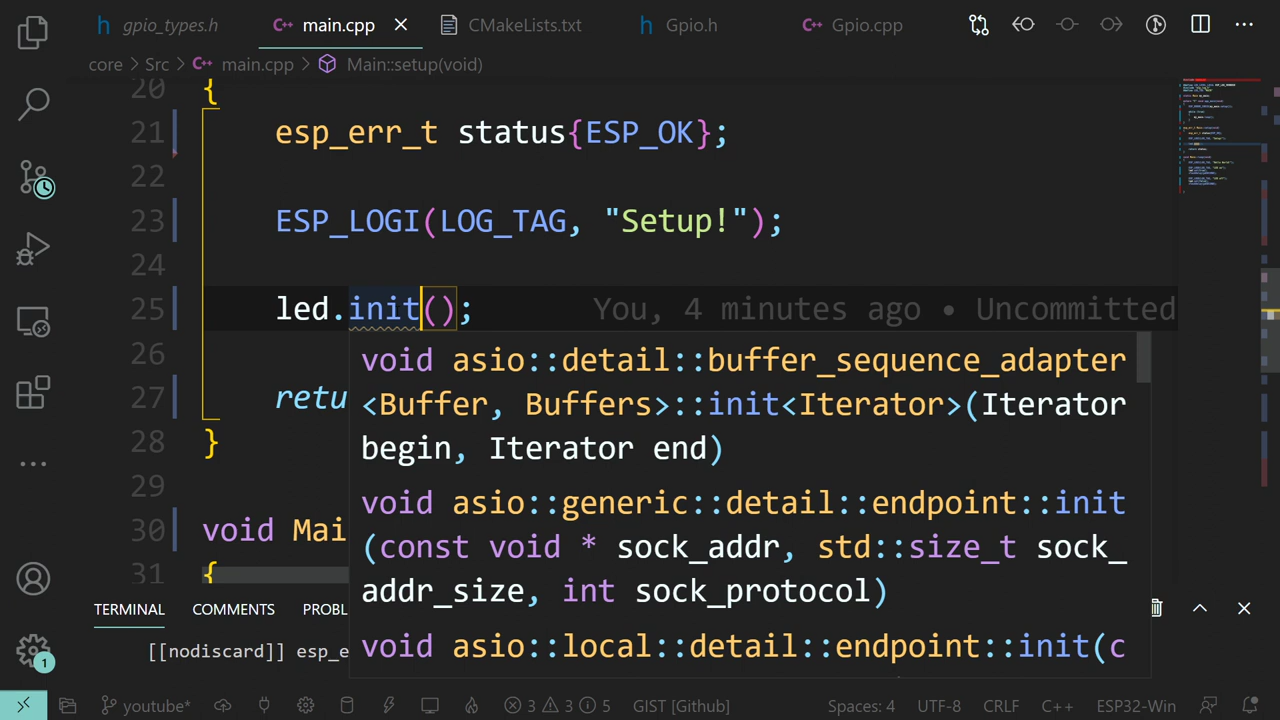 gpio_types.h
main.cpp
CMakeLists.txt
Gpio.h
Gpio.cpp
core > Src > main.cpp > Main::setup(void)
20 {
21 esp_err_t status{ESP_OK};
22
23 ESP_LOGI(LOG_TAG, "Setup!");
24
25 led.init(); You, 4 minutes ago • Uncommitted
26
27 retu
28 }
29
30 void Mai
31 {
void asio::detail::buffer_sequence_adapter
<Buffer, Buffers>::init<Iterator>(Iterator
begin, Iterator end)
void asio::generic::detail::endpoint::init
(const void * sock_addr, std::size_t sock_
addr_size, int sock_protocol)
void asio::local::detail::endpoint::init(c
TERMINAL COMMENTS PROBL
[[nodiscard]] esp_e
1
youtube* 3 3 5 GIST [Github] Spaces: 4 UTF-8 CRLF C++ ESP32-Win